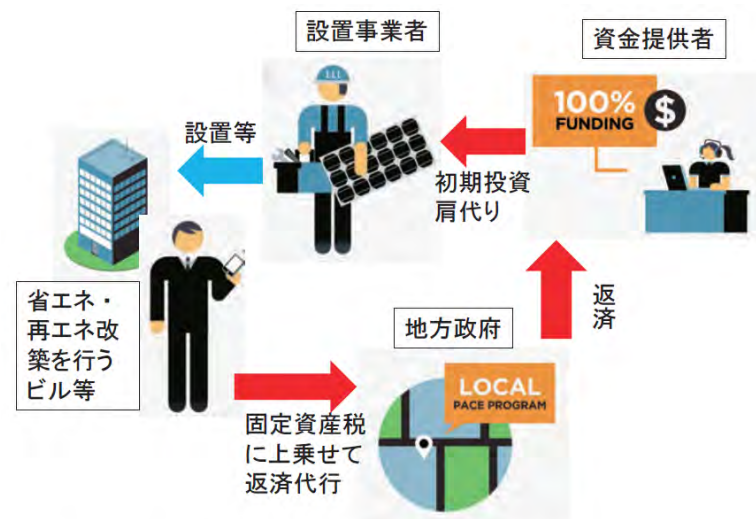 設置事業者
資金提供者
100%
FUNDING
$
設置等
初期投資
肩代り
省エネ・
再エネ改
築を行う
ビル等
地方政府
返済
LOCAL
PACE PROGRAM
固定資産税
に上乗せて
返済代行